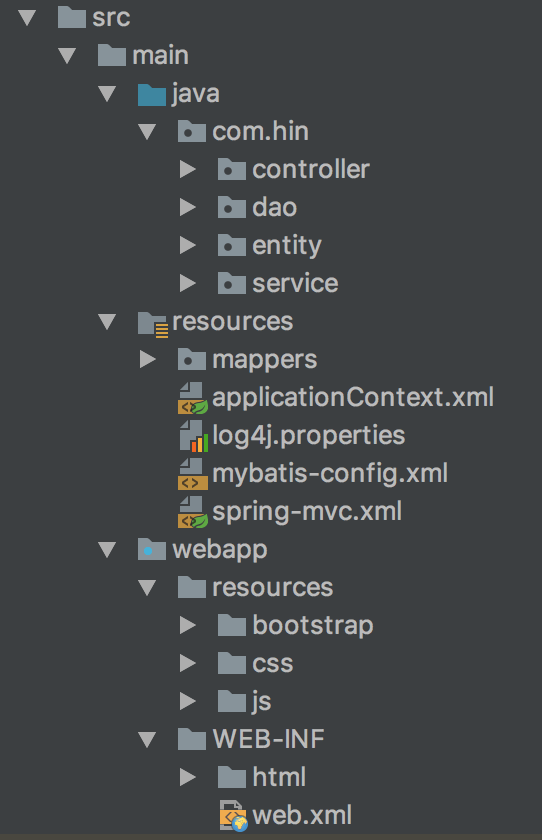 src
main
java
com.hin
controller
dao
entity
service
resources
mappers
applicationContext.xml
log4j.properties
mybatis-config.xml
spring-mvc.xml
webapp
resources
bootstrap
css
js
WEB-INF
html
web.xml